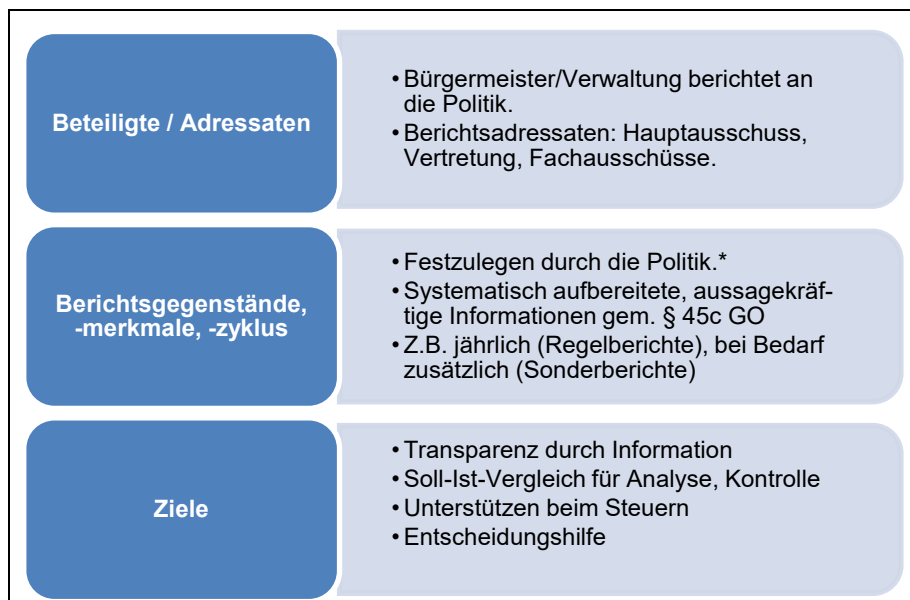 Beteiligte / Adressaten
• Bürgermeister/Verwaltung berichtet an
die Politik.
• Berichtsadressaten: Hauptausschuss,
Vertretung, Fachausschüsse.
Berichtsgegenstände,
-merkmale, -zyklus
• Festzulegen durch die Politik.*
• Systematisch aufbereitete, aussagekräf-
tige Informationen gem. § 45c GO
• Z.B. jährlich (Regelberichte), bei Bedarf
zusätzlich (Sonderberichte)
Ziele
• Transparenz durch Information
• Soll-Ist-Vergleich für Analyse, Kontrolle
• Unterstützen beim Steuern
• Entscheidungshilfe